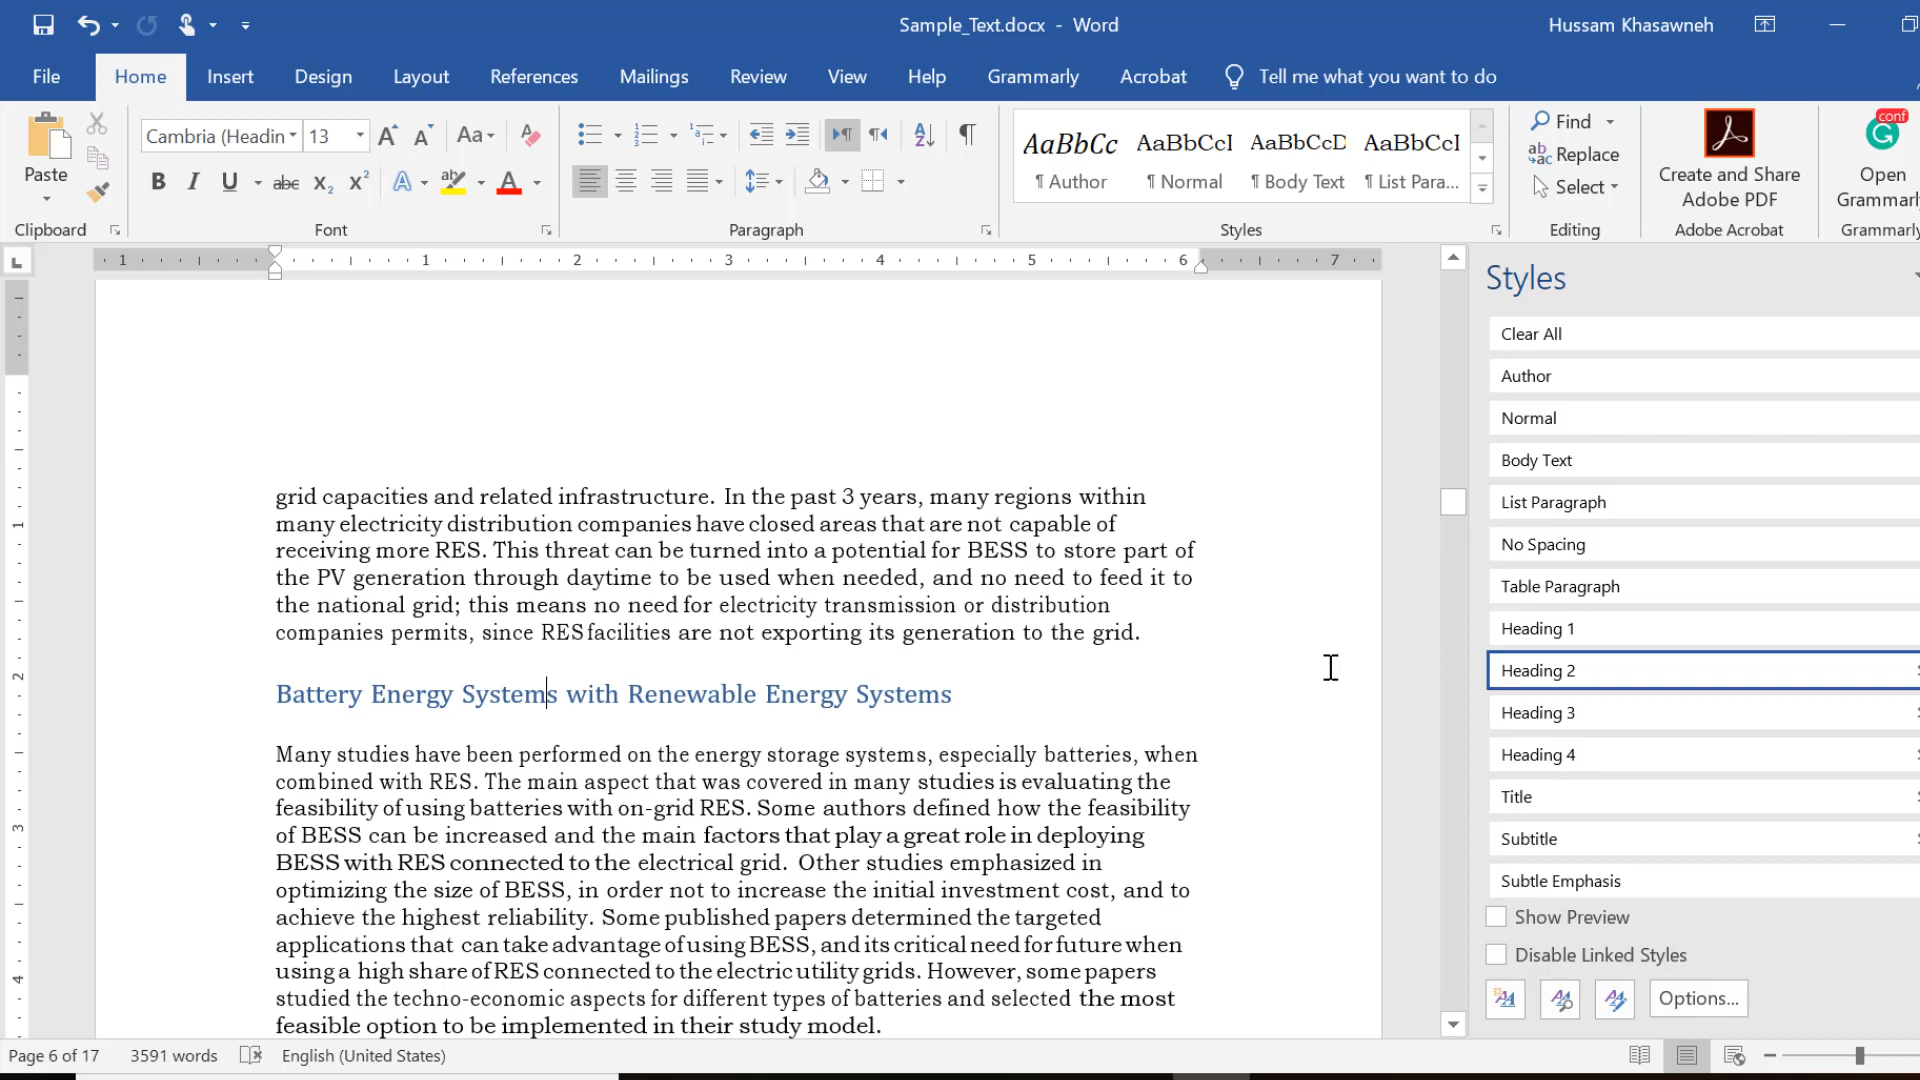 Sample_Text.docx - Word
Hussam Khasawneh
File Home Insert Design Layout References Mailings Review View Help Grammarly Acrobat Tell me what you want to do
Paste
Clipboard
Cambria (Headin 13
Aa
B I U abc X₂ X²
Font
Paragraph
AaBbCc AaBbCcI AaBbCcD AaBbCcI
¶ Author ¶ Normal ¶ Body Text ¶ List Para...
Styles
Find
Replace
Select
Editing
Create and Share
Adobe PDF
Adobe Acrobat
conf
Open
Grammarly
Grammarly
1 1 2 3 4 5 6 7
Styles
Clear All
Author
Normal
Body Text
List Paragraph
No Spacing
Table Paragraph
Heading 1
Heading 2
Heading 3
Heading 4
Title
Subtitle
Subtle Emphasis
Show Preview
Disable Linked Styles
Options...
1
2
3
4
grid capacities and related infrastructure. In the past 3 years, many regions within
many electricity distribution companies have closed areas that are not capable of
receiving more RES. This threat can be turned into a potential for BESS to store part of
the PV generation through daytime to be used when needed, and no need to feed it to
the national grid; this means no need for electricity transmission or distribution
companies permits, since RES facilities are not exporting its generation to the grid.
Battery Energy Systems with Renewable Energy Systems
Many studies have been performed on the energy storage systems, especially batteries, when
combined with RES. The main aspect that was covered in many studies is evaluating the
feasibility of using batteries with on-grid RES. Some authors defined how the feasibility
of BESS can be increased and the main factors that play a great role in deploying
BESS with RES connected to the electrical grid. Other studies emphasized in
optimizing the size of BESS, in order not to increase the initial investment cost, and to
achieve the highest reliability. Some published papers determined the targeted
applications that can take advantage of using BESS, and its critical need for future when
using a high share of RES connected to the electric utility grids. However, some papers
studied the techno-economic aspects for different types of batteries and selected the most
feasible option to be implemented in their study model.
Page 6 of 17 3591 words English (United States)